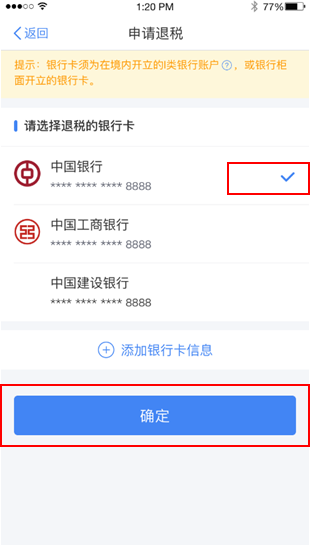 1:20 PM 77%
返回 申请退税
提示：银行卡须为在境内开立的I类银行账户?，或银行柜
面开立的银行卡。
请选择退税的银行卡
中国银行
**** **** **** 8888
中国工商银行
**** **** **** 8888
中国建设银行
**** **** **** 8888
添加银行卡信息
确定